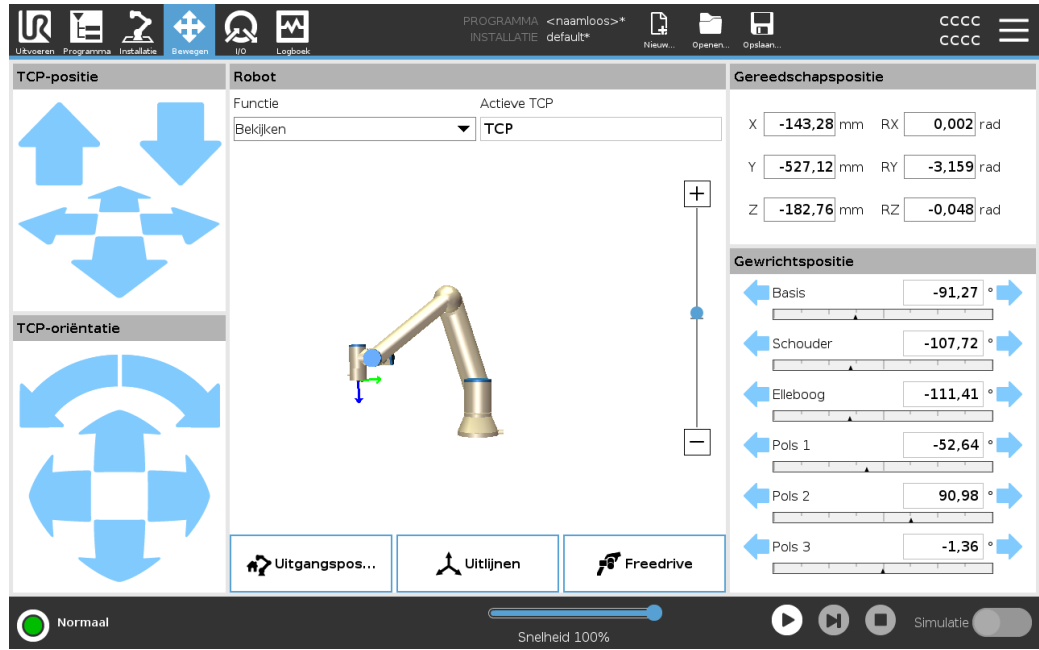 UR
Uitvoeren Programma Installatie Bewegen I/O Logboek
PROGRAMMA <naamloos>*
INSTALLATIE default*
Nieuw... Openen... Opslaan...
CCCC
CCCC
TCP-positie
TCP-oriëntatie
Robot
Functie Actieve TCP
Bekijken TCP
+
−
Uitgangspos... Uitlijnen Freedrive
Gereedschapspositie
X -143,28 mm RX 0,002 rad
Y -527,12 mm RY -3,159 rad
Z -182,76 mm RZ -0,048 rad
Gewrichtspositie
Basis -91,27 °
Schouder -107,72 °
Elleboog -111,41 °
Pols 1 -52,64 °
Pols 2 90,98 °
Pols 3 -1,36 °
Normaal
Snelheid 100%
Simulatie